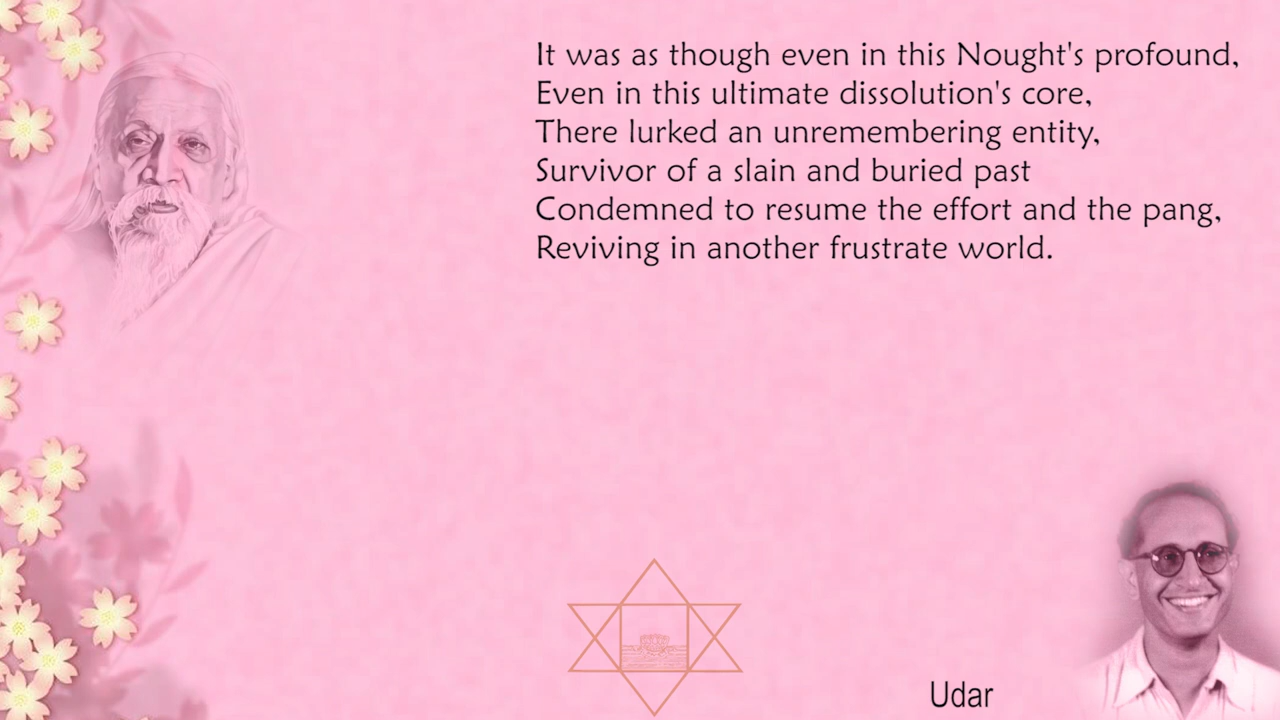 It was as though even in this Nought's profound,
Even in this ultimate dissolution's core,
There lurked an unremembering entity,
Survivor of a slain and buried past
Condemned to resume the effort and the pang,
Reviving in another frustrate world.
Udar